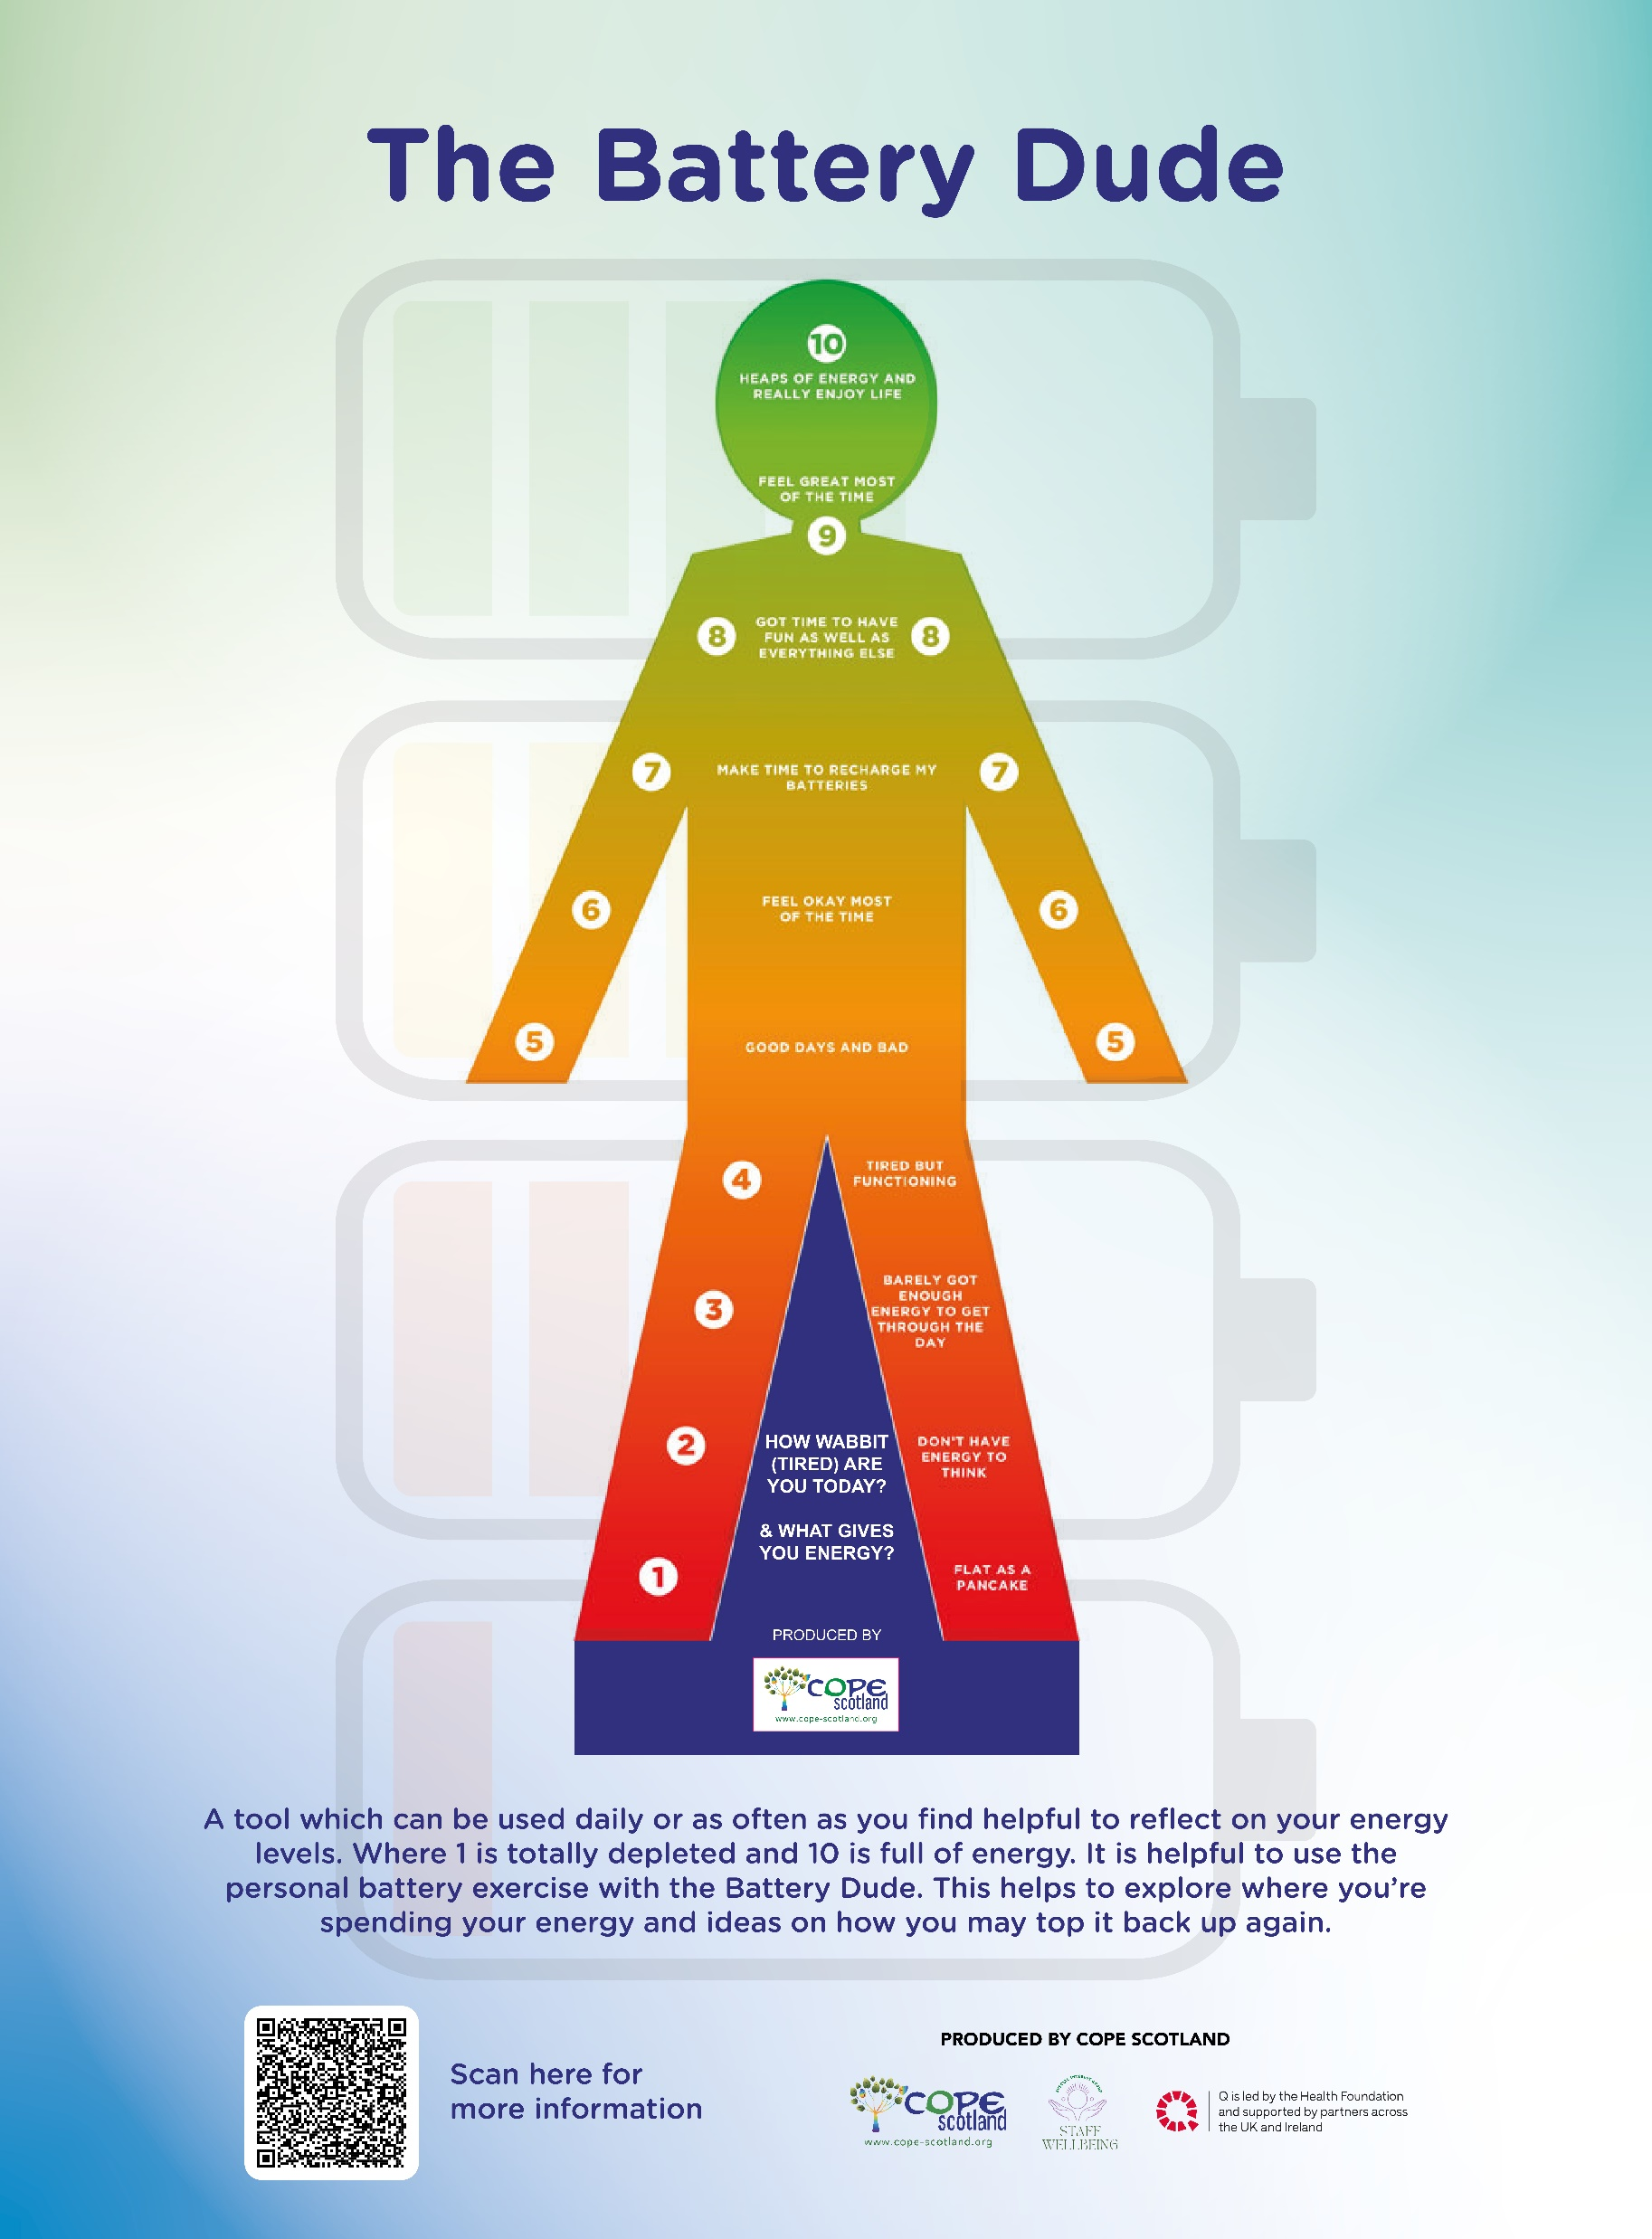 The Battery Dude
10
HEAPS OF ENERGY AND
REALLY ENJOY LIFE
FEEL GREAT MOST
OF THE TIME
9
8 GOT TIME TO HAVE 8
FUN AS WELL AS
EVERYTHING ELSE
7 MAKE TIME TO RECHARGE MY 7
BATTERIES
6 FEEL OKAY MOST 6
OF THE TIME
5 GOOD DAYS AND BAD 5
4 TIRED BUT
FUNCTIONING
3 BARELY GOT
ENOUGH
ENERGY TO GET
THROUGH THE
DAY
2 DON'T HAVE
ENERGY TO
THINK
HOW WABBIT
(TIRED) ARE
YOU TODAY?
& WHAT GIVES
YOU ENERGY?
1 FLAT AS A
PANCAKE
PRODUCED BY
COPE
scotland
www.cope-scotland.org
A tool which can be used daily or as often as you find helpful to reflect on your energy
levels. Where 1 is totally depleted and 10 is full of energy. It is helpful to use the
personal battery exercise with the Battery Dude. This helps to explore where you’re
spending your energy and ideas on how you may top it back up again.
Scan here for
more information
PRODUCED BY COPE SCOTLAND
COPE
scotland
www.cope-scotland.org
STAFF
WELLBEING
Q is led by the Health Foundation
and supported by partners across
the UK and Ireland